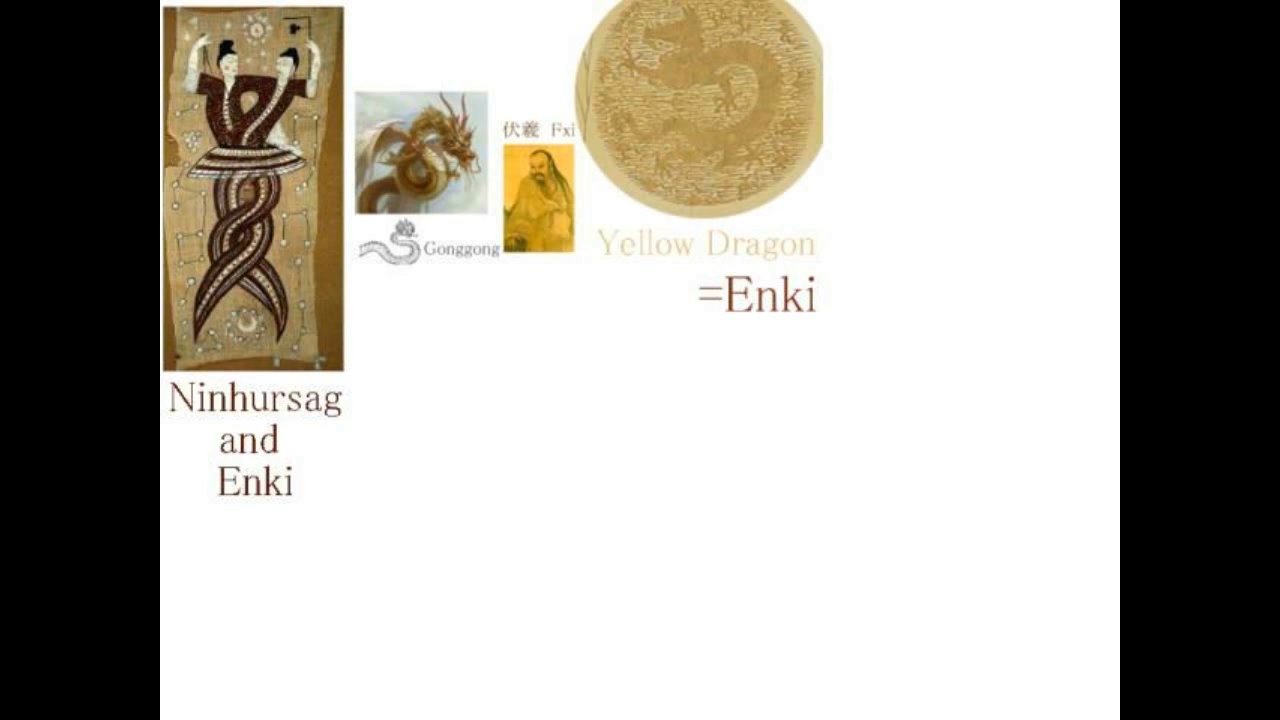 伏羲 Fxi
Gonggong
Yellow Dragon
=Enki
Ninhursag
and
Enki